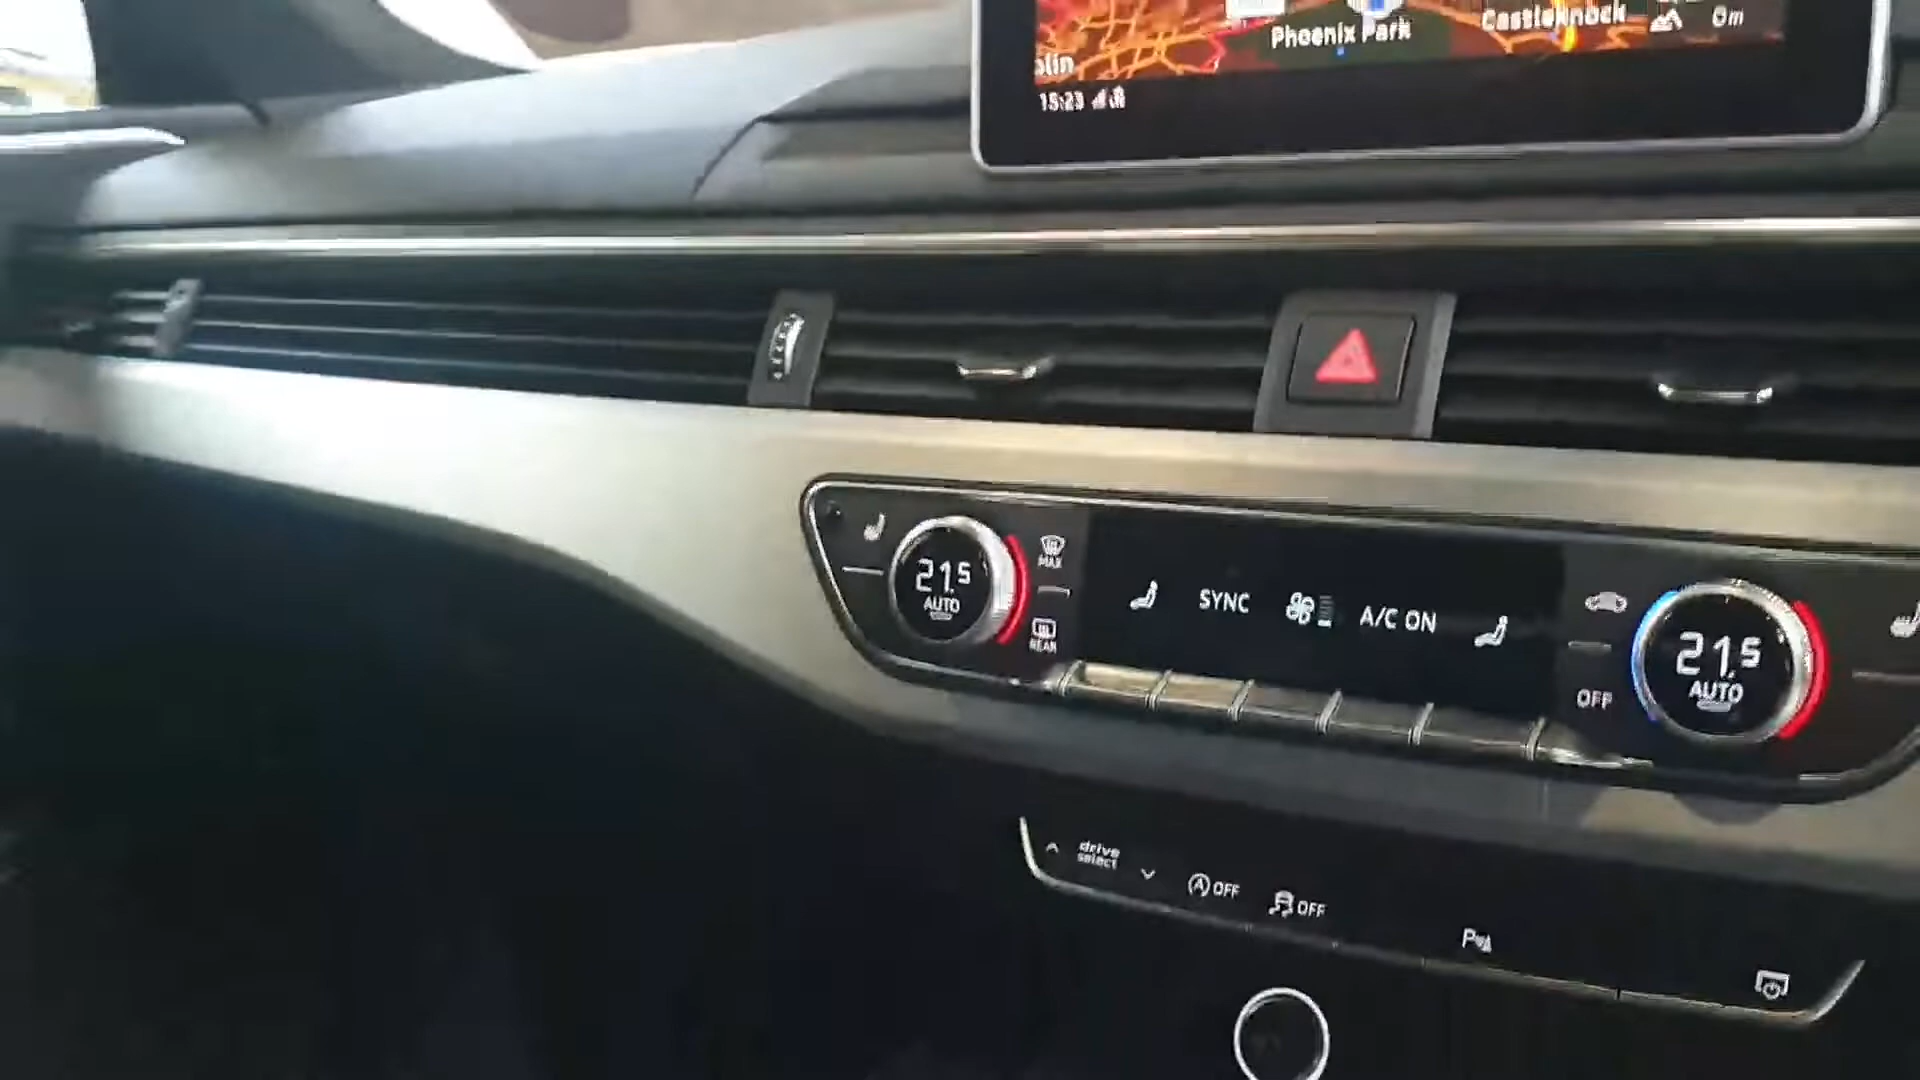 Phoenix Park
Castleknock
0m
olin
15:23
21.5
AUTO
MAX
REAR
SYNC
A/C ON
OFF
21.5
AUTO
drive
select
A OFF
OFF
P